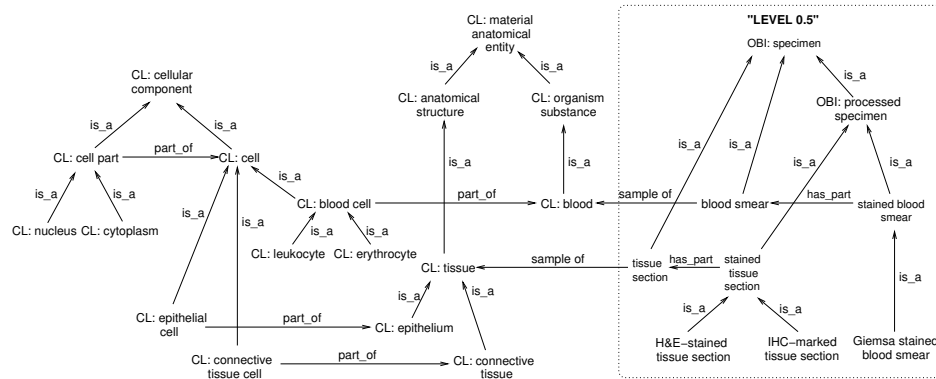 CL: material
anatomical
entity
"LEVEL 0.5"
OBI: specimen
is_a
is_a
is_a
CL: cellular
component
CL: anatomical
structure
CL: organism
substance
OBI: processed
specimen
is_a
is_a
CL: cell part
part_of
CL: cell
is_a
is_a
is_a
is_a
is_a
is_a
is_a
is_a
is_a
is_a
CL: blood cell
part_of
CL: blood
sample of
blood smear
has_part
stained blood
smear
is_a
is_a
CL: nucleus
CL: cytoplasm
is_a
is_a
CL: leukocyte
CL: erythrocyte
CL: tissue
sample of
tissue
section
has_part
stained
tissue
section
is_a
is_a
is_a
is_a
is_a
CL: epithelial
cell
part_of
CL: epithelium
H&E−stained
tissue section
IHC−marked
tissue section
Giemsa stained
blood smear
CL: connective
tissue cell
part_of
CL: connective
tissue